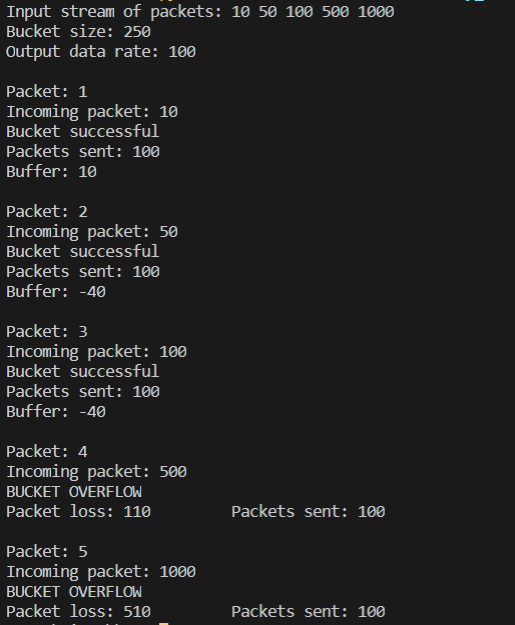 Input stream of packets: 10 50 100 500 1000
Bucket size: 250
Output data rate: 100
Packet: 1
Incoming packet: 10
Bucket successful
Packets sent: 100
Buffer: 10
Packet: 2
Incoming packet: 50
Bucket successful
Packets sent: 100
Buffer: -40
Packet: 3
Incoming packet: 100
Bucket successful
Packets sent: 100
Buffer: -40
Packet: 4
Incoming packet: 500
BUCKET OVERFLOW
Packet loss: 110 Packets sent: 100
Packet: 5
Incoming packet: 1000
BUCKET OVERFLOW
Packet loss: 510 Packets sent: 100